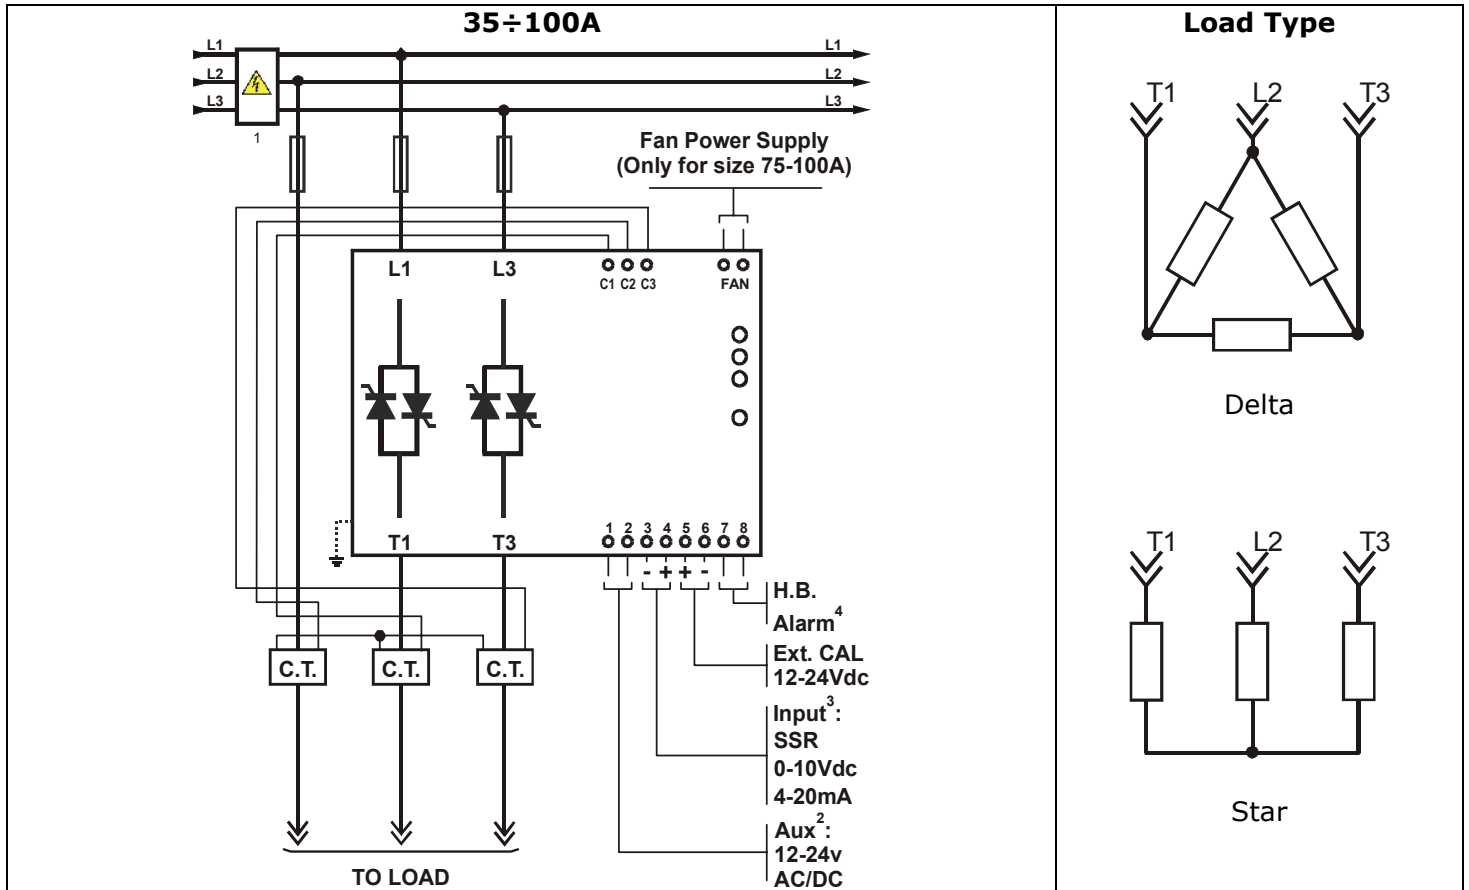 35÷100A
L1 L1
L2 L2
L3 L3
1
Fan Power Supply
(Only for size 75-100A)
L1 L3
C1 C2 C3 FAN
T1 T3
1 2 3 4 5 6 7 8
- + + -
H.B.
Alarm⁴
Ext. CAL
12-24Vdc
C.T. C.T. C.T.
Input³:
SSR
0-10Vdc
4-20mA
Aux²:
12-24v
AC/DC
TO LOAD
Load Type
T1 L2 T3
Delta
T1 L2 T3
Star